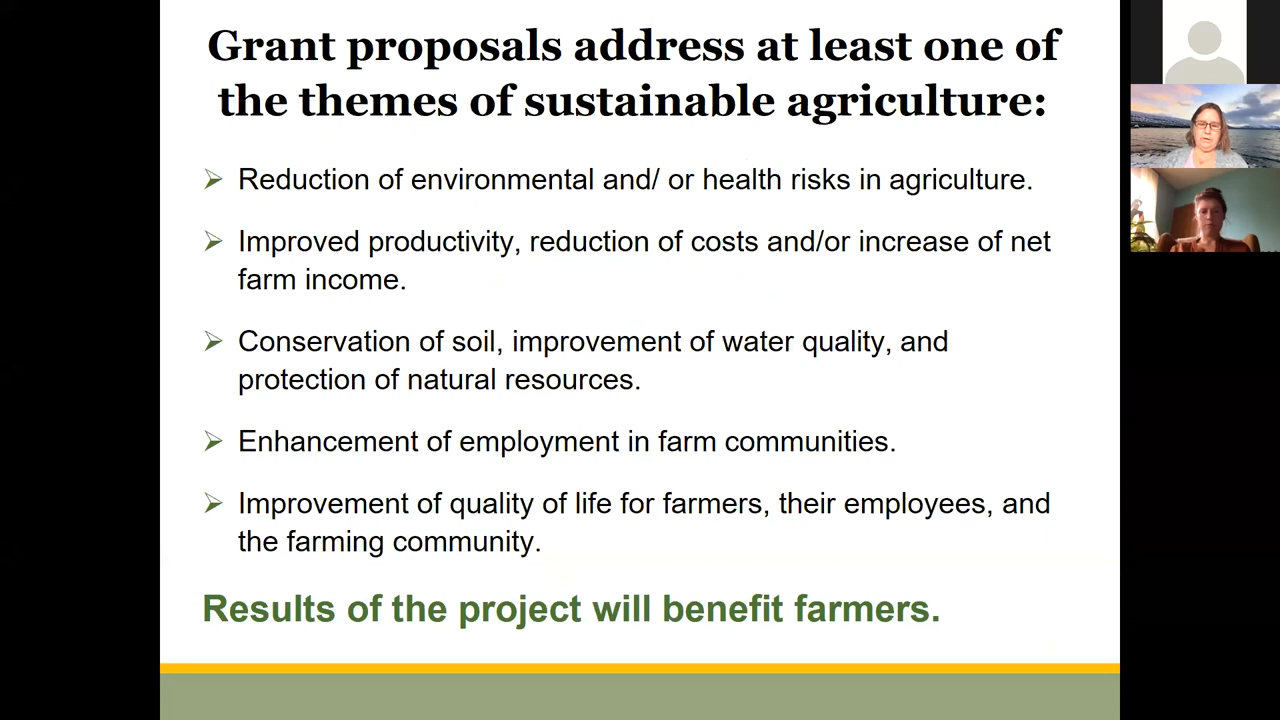 Grant proposals address at least one of
the themes of sustainable agriculture:
Reduction of environmental and/ or health risks in agriculture.
Improved productivity, reduction of costs and/or increase of net
farm income.
Conservation of soil, improvement of water quality, and
protection of natural resources.
Enhancement of employment in farm communities.
Improvement of quality of life for farmers, their employees, and
the farming community.
Results of the project will benefit farmers.